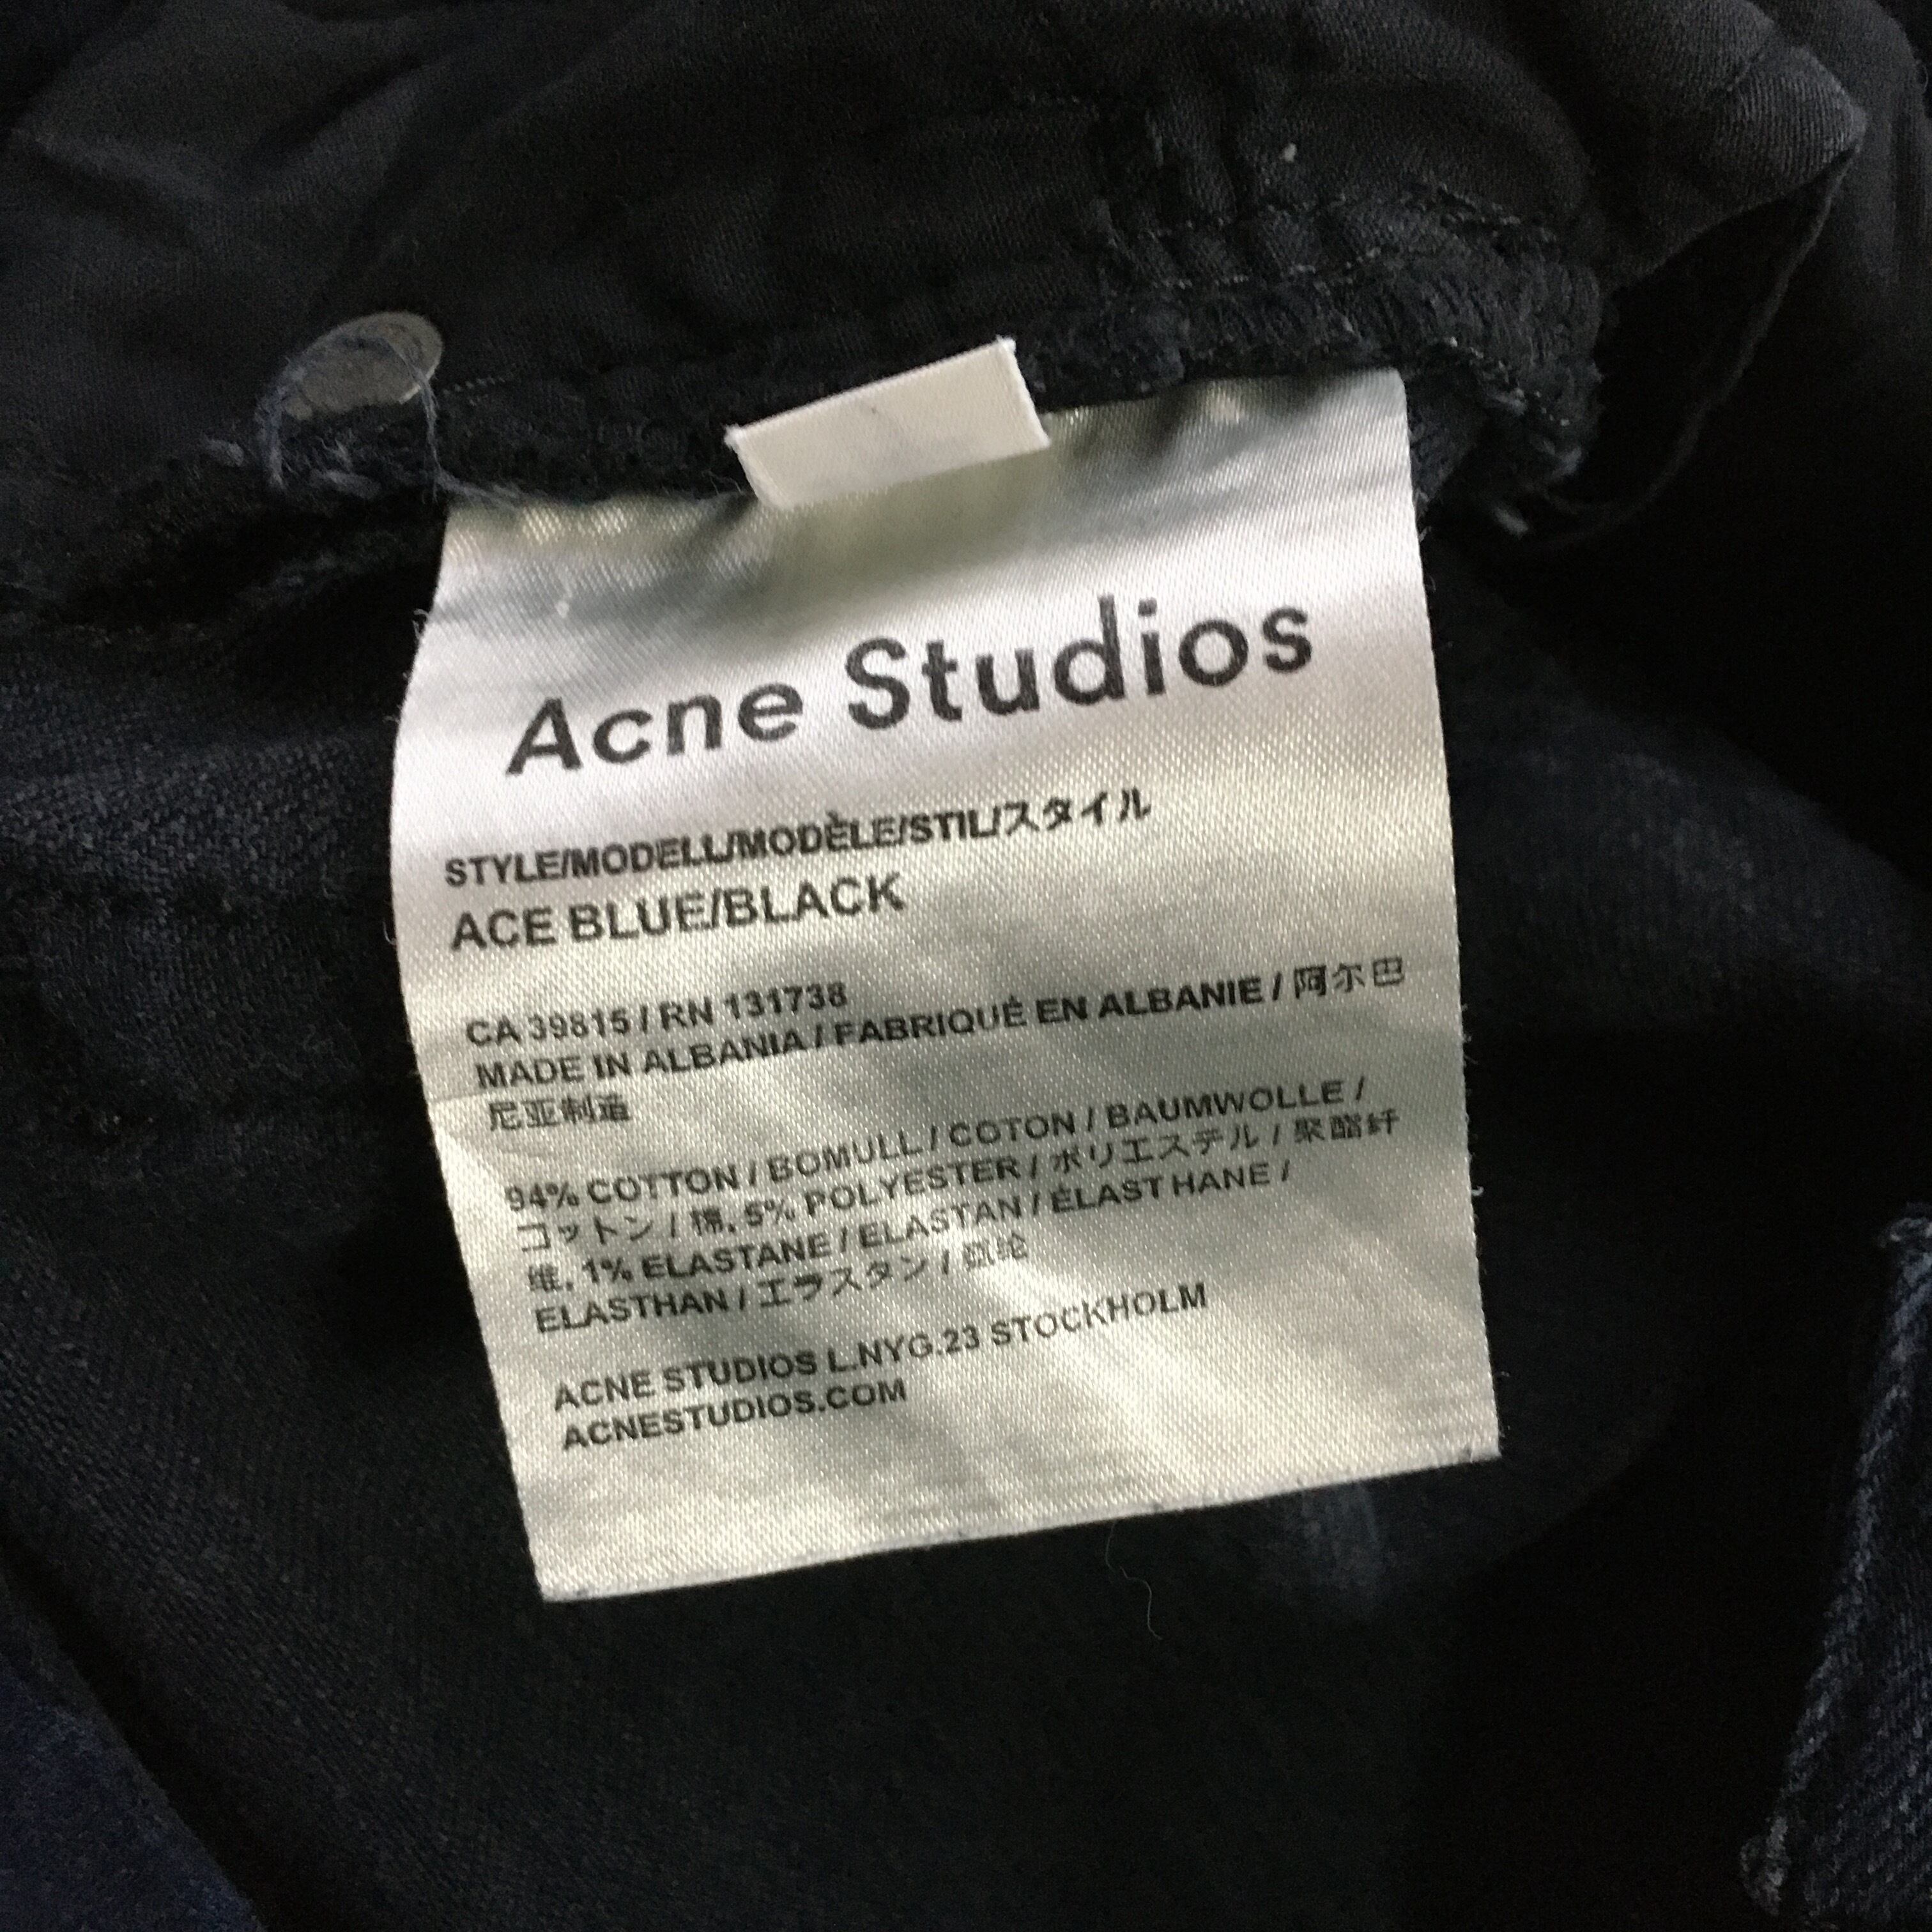 Acne Studios
STYLE/MODELL/MODÈLE/STIL/スタイル
ACE BLUE/BLACK
CA 39815 / RN 131738
MADE IN ALBANIA / FABRIQUÉ EN ALBANIE / 阿尔巴
尼亚制造
94% COTTON / BOMULL / COTON / BAUMWOLLE /
コットン / 棉, 5% POLYESTER / ポリエステル / 聚酯纤
维, 1% ELASTANE / ELASTAN / ÉLASTHANE /
ELASTHAN / エラスタン / 氨纶
ACNE STUDIOS L.NYG.23 STOCKHOLM
ACNESTUDIOS.COM